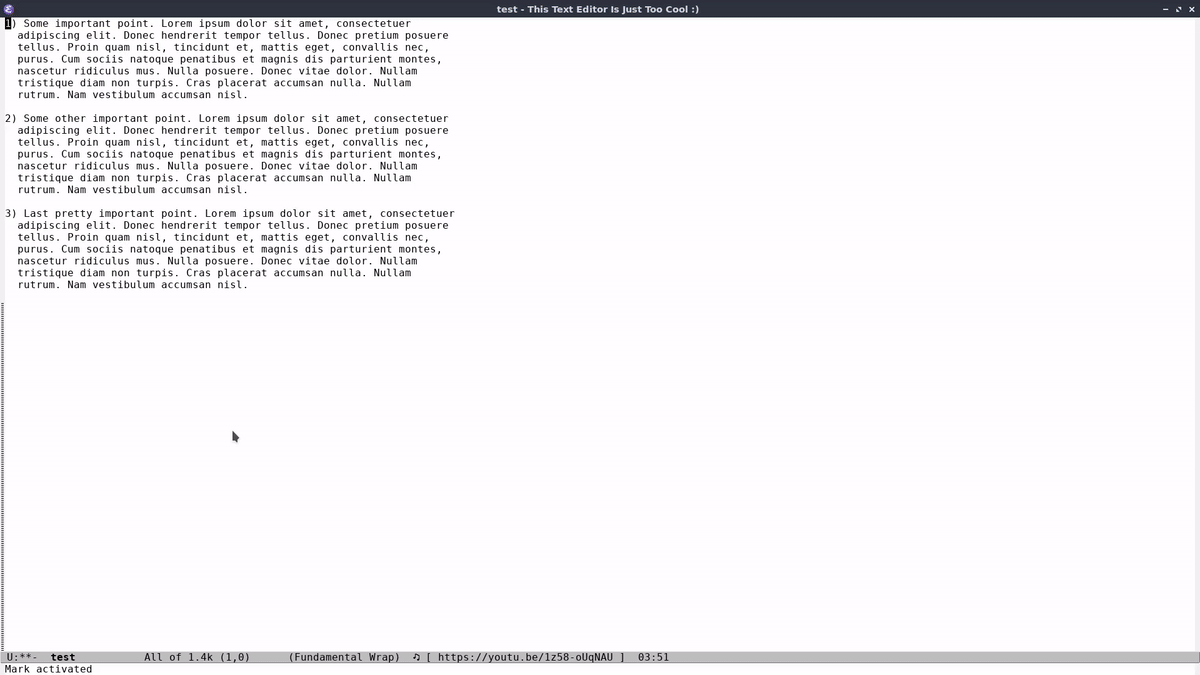 test - This Text Editor Is Just Too Cool :)
1) Some important point. Lorem ipsum dolor sit amet, consectetuer
adipiscing elit. Donec hendrerit tempor tellus. Donec pretium posuere
tellus. Proin quam nisl, tincidunt et, mattis eget, convallis nec,
purus. Cum sociis natoque penatibus et magnis dis parturient montes,
nascetur ridiculus mus. Nulla posuere. Donec vitae dolor. Nullam
tristique diam non turpis. Cras placerat accumsan nulla. Nullam
rutrum. Nam vestibulum accumsan nisl.
2) Some other important point. Lorem ipsum dolor sit amet, consectetuer
adipiscing elit. Donec hendrerit tempor tellus. Donec pretium posuere
tellus. Proin quam nisl, tincidunt et, mattis eget, convallis nec,
purus. Cum sociis natoque penatibus et magnis dis parturient montes,
nascetur ridiculus mus. Nulla posuere. Donec vitae dolor. Nullam
tristique diam non turpis. Cras placerat accumsan nulla. Nullam
rutrum. Nam vestibulum accumsan nisl.
3) Last pretty important point. Lorem ipsum dolor sit amet, consectetuer
adipiscing elit. Donec hendrerit tempor tellus. Donec pretium posuere
tellus. Proin quam nisl, tincidunt et, mattis eget, convallis nec,
purus. Cum sociis natoque penatibus et magnis dis parturient montes,
nascetur ridiculus mus. Nulla posuere. Donec vitae dolor. Nullam
tristique diam non turpis. Cras placerat accumsan nulla. Nullam
rutrum. Nam vestibulum accumsan nisl.
U:**- test All of 1.4k (1,0) (Fundamental Wrap) ♫ [ https://youtu.be/1z58-oUqNAU ] 03:51
Mark activated